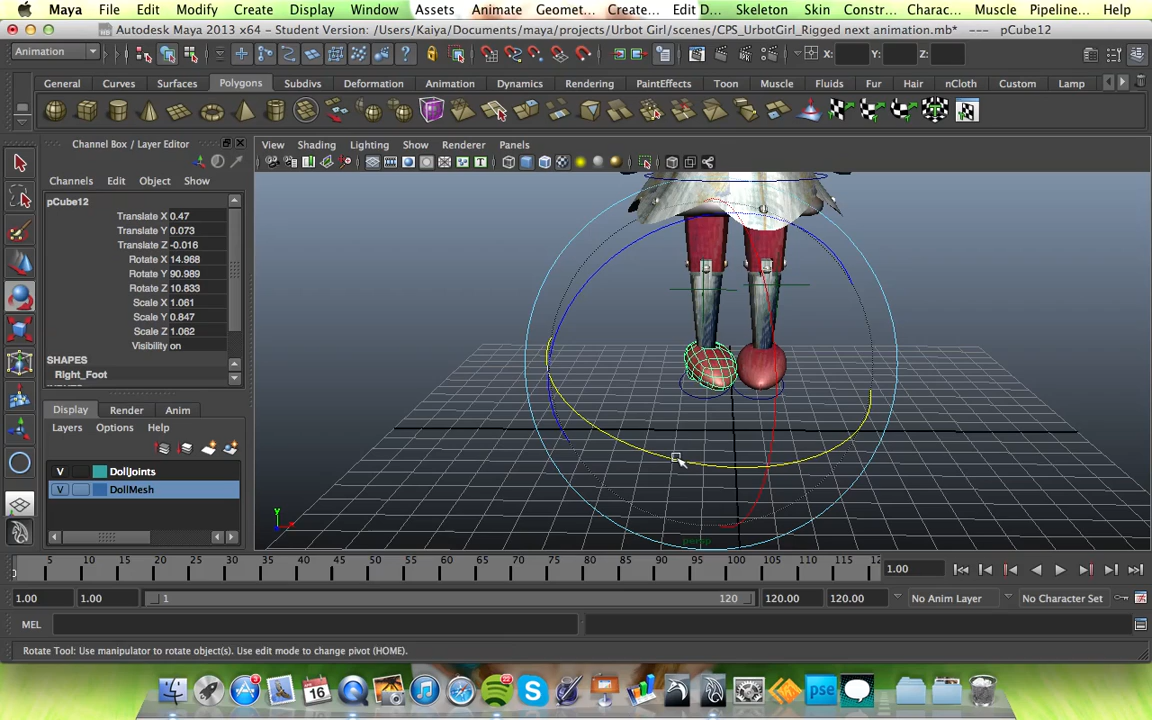 Maya File Edit Modify Create Display Window Assets Animate Geomet... Create... Edit D... Skeleton Skin Constr... Charac... Muscle Pipeline... Help
Autodesk Maya 2013 x64 - Student Version: /Users/Kaiya/Documents/maya/projects/Urbot Girl/scenes/CPS_UrbotGirl_Rigged next animation.mb* --- pCube12
Animation X: Y: Z:
General Curves Surfaces Polygons Subdivs Deformation Animation Dynamics Rendering PaintEffects Toon Muscle Fluids Fur Hair nCloth Custom Lamp
Channel Box / Layer Editor
View Shading Lighting Show Renderer Panels
Channels Edit Object Show
pCube12
Translate X 0.47
Translate Y 0.073
Translate Z -0.016
Rotate X 14.968
Rotate Y 90.989
Rotate Z 10.833
Scale X 1.061
Scale Y 0.847
Scale Z 1.062
Visibility on
SHAPES
Right_Foot
Display Render Anim
Layers Options Help
V DollJoints
V DollMesh
Y
persp
5 10 15 20 25 30 35 40 45 50 55 60 65 70 75 80 85 90 95 100 105 110 115 120 1.00
1.00 1.00 1 120 120.00 120.00 No Anim Layer No Character Set
MEL
Rotate Tool: Use manipulator to rotate object(s). Use edit mode to change pivot (HOME).
16
pse